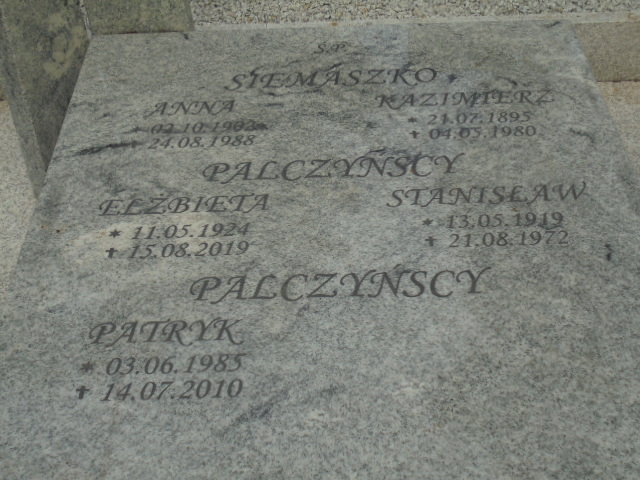 Ś.P.
SIEMASZKO
ANNA KAZIMIERZ
* 02.10.1902 * 21.07.1895
✝ 24.08.1988 ✝ 04.05.1980
PALCZYŃSCY
ELŻBIETA STANISŁAW
* 11.05.1924 * 13.05.1919
✝ 15.08.2019 ✝ 21.08.1972
PALCZYŃSCY
PATRYK
* 03.06.1985
✝ 14.07.2010